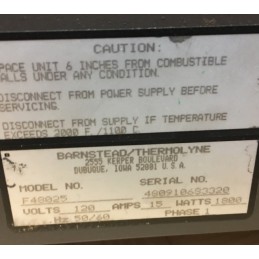 CAUTION:
SPACE UNIT 6 INCHES FROM COMBUSTIBLE
WALLS UNDER ANY CONDITION.
DISCONNECT FROM POWER SUPPLY BEFORE
SERVICING.
DISCONNECT FROM SUPPLY IF TEMPERATURE
EXCEEDS 2000 F./1100 C.
BARNSTEAD/THERMOLYNE
2555 KERPER BOULEVARD
DUBUQUE, IOWA 52001 U.S.A.
MODEL NO. SERIAL NO.
F48025
VOLTS 120 AMPS 15 WATTS 1800
Hz 50/60 PHASE 1